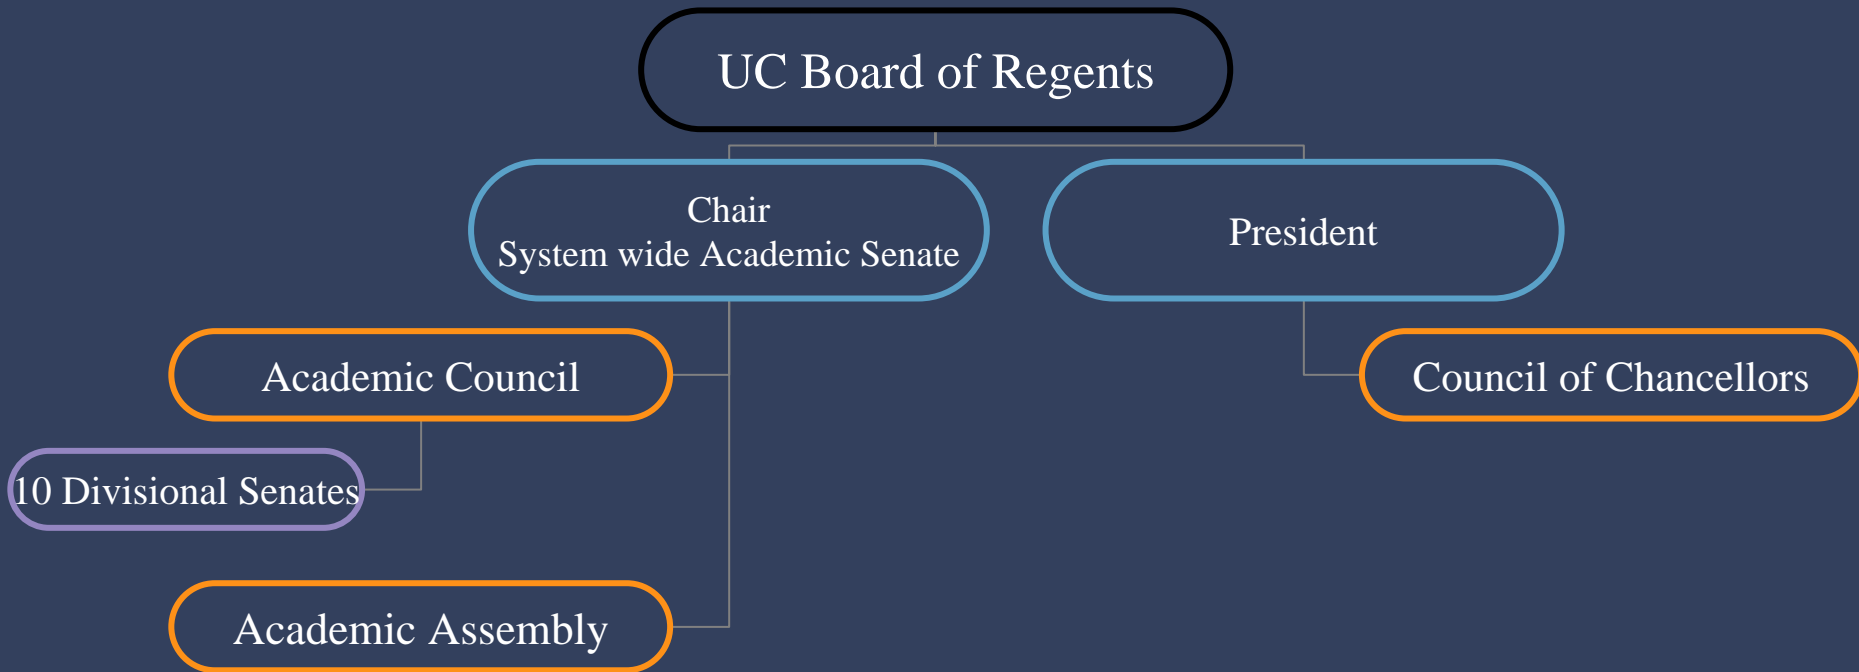 UC Board of Regents
Chair
System wide Academic Senate
President
Academic Council
Council of Chancellors
10 Divisional Senates
Academic Assembly